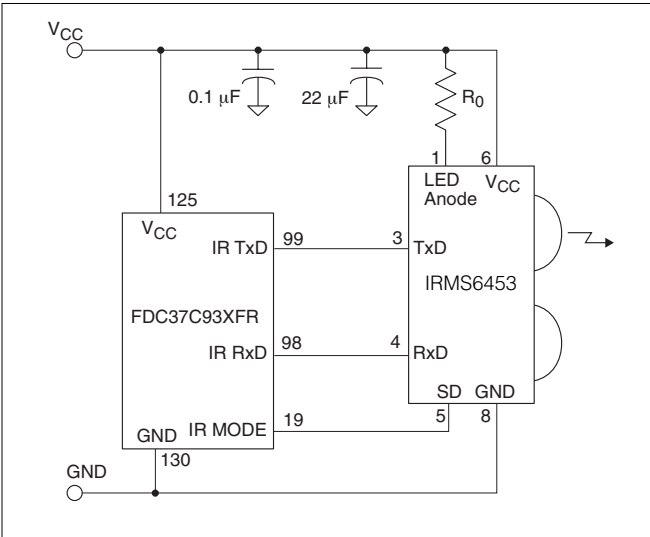 VCC
0.1 µF
22 µF
R0
1
6
LED
Anode
VCC
125
VCC
IR TxD
99
3
TxD
IRMS6453
FDC37C93XFR
IR RxD
98
4
RxD
SD
GND
IR MODE
19
5
8
GND
130
GND